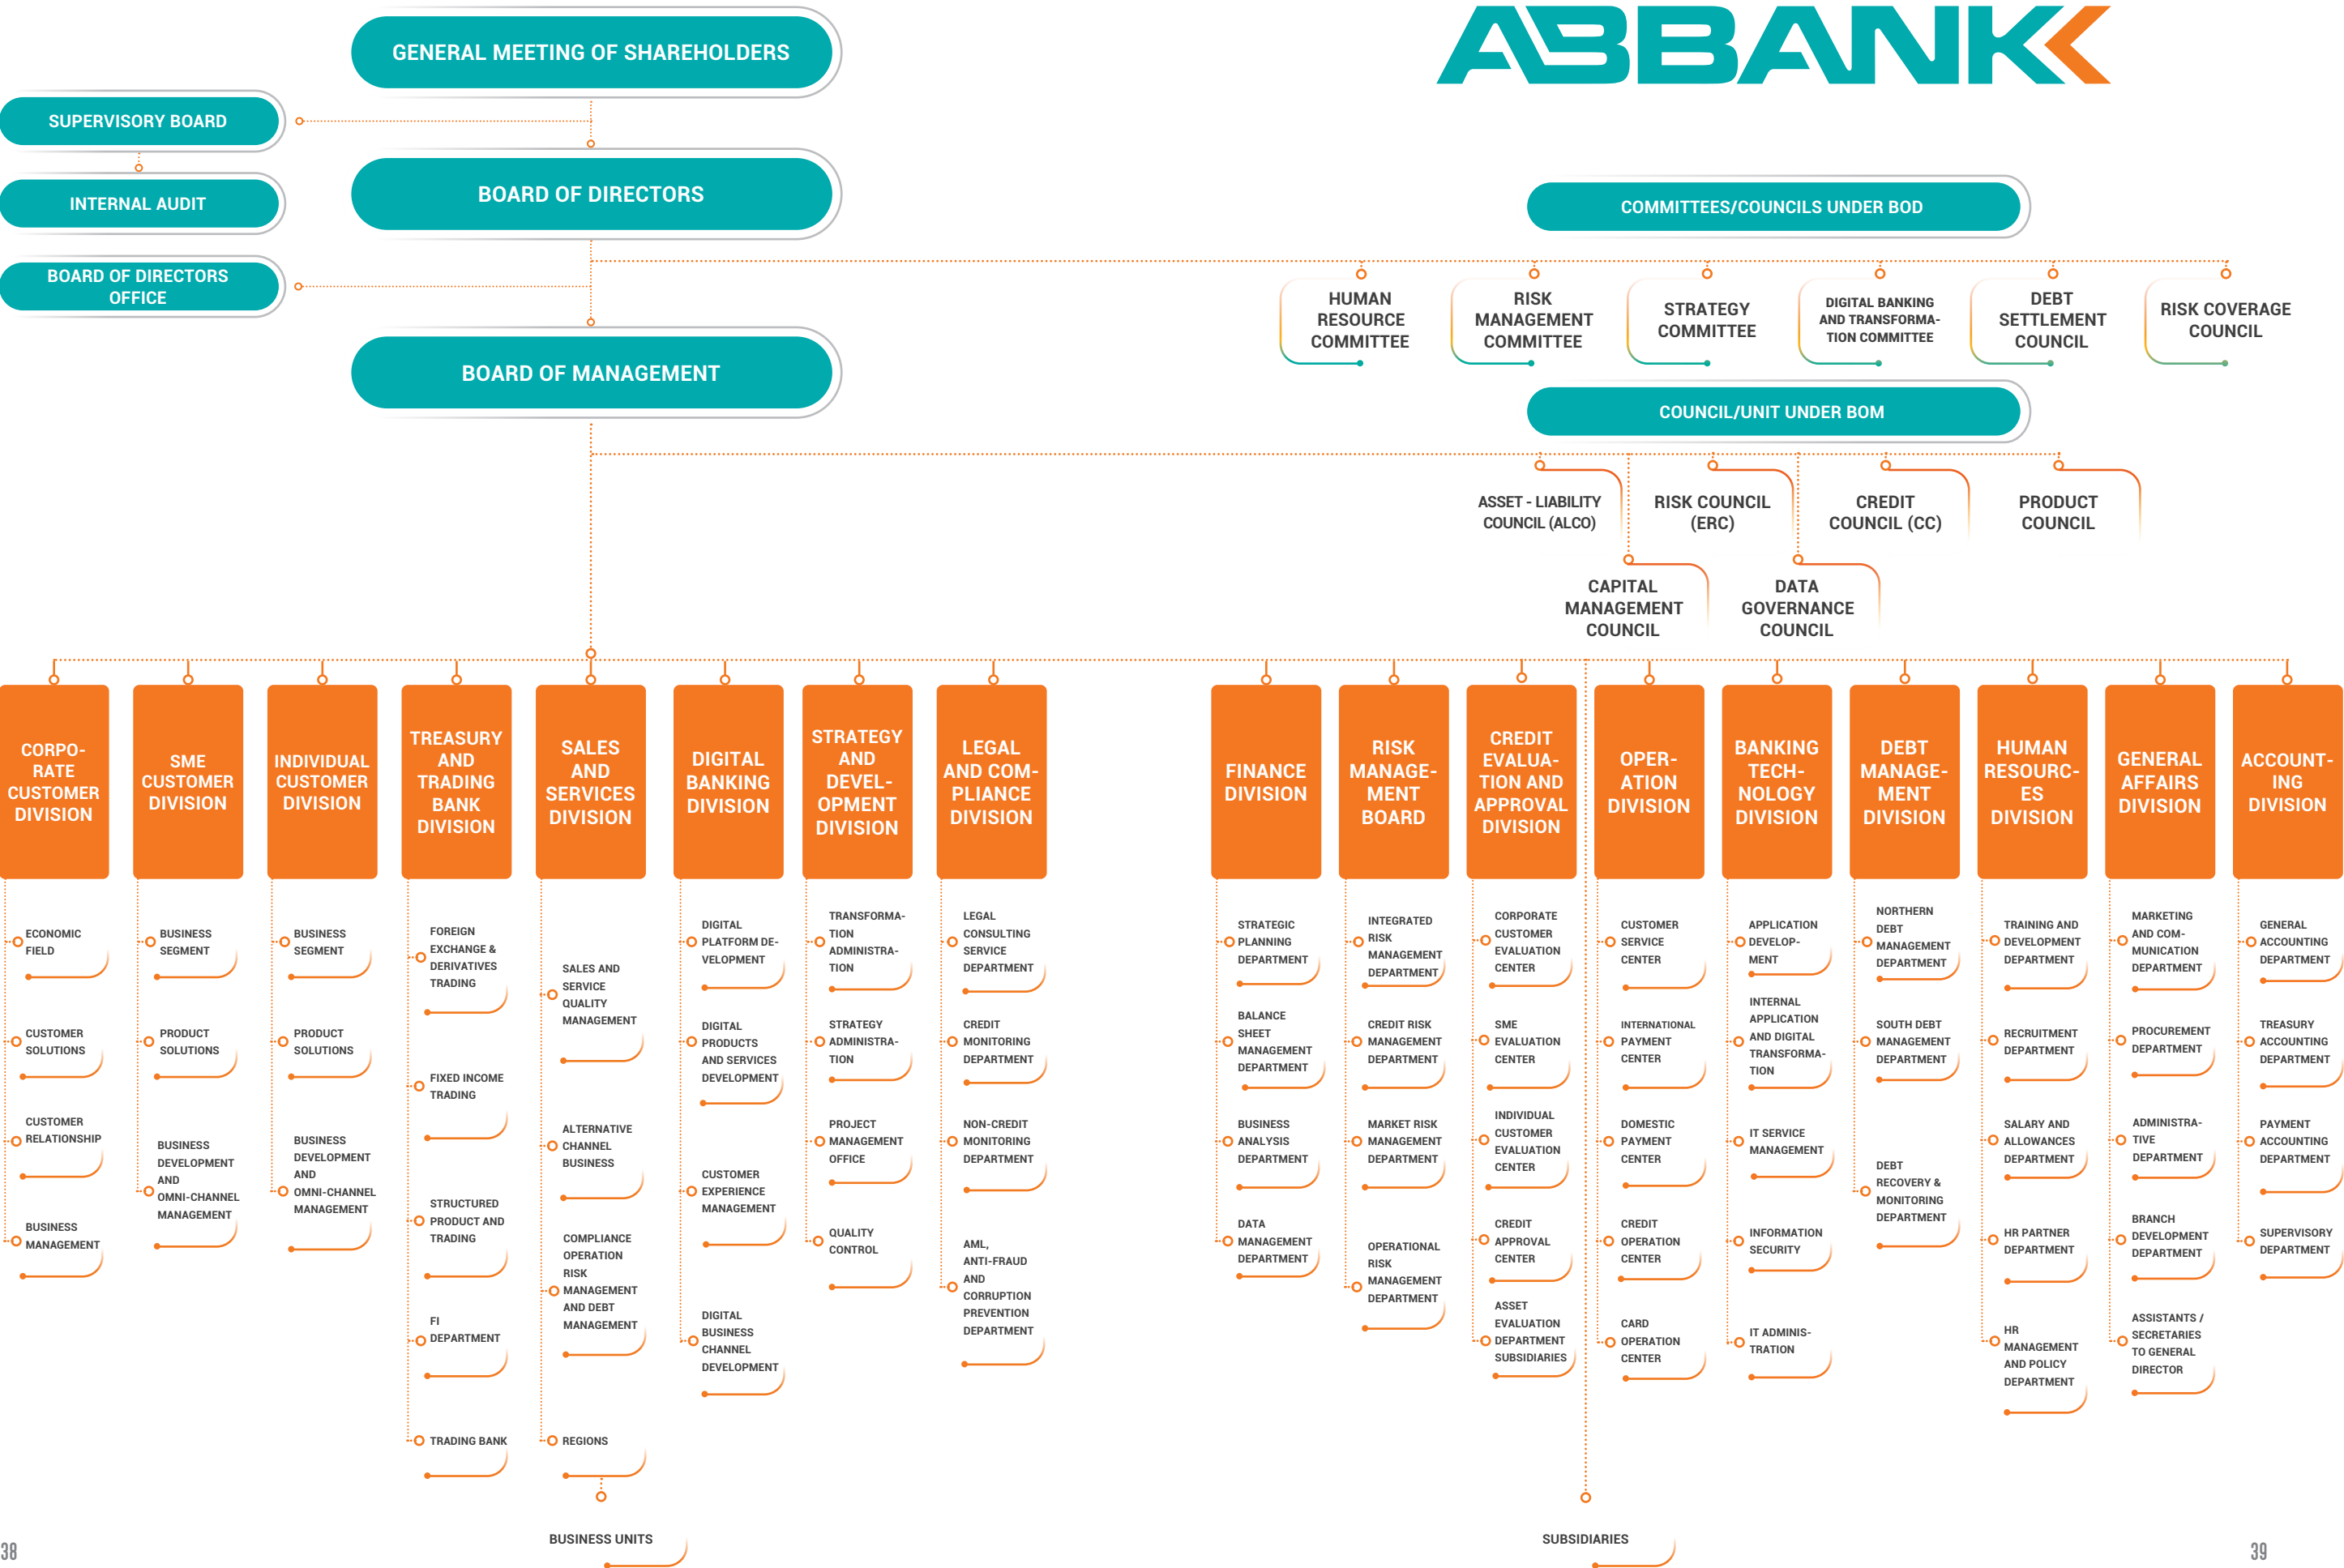 ABBANK
GENERAL MEETING OF SHAREHOLDERS
SUPERVISORY BOARD
INTERNAL AUDIT
BOARD OF DIRECTORS
BOARD OF DIRECTORS
OFFICE
BOARD OF MANAGEMENT
COMMITTEES/COUNCILS UNDER BOD
HUMAN
RESOURCE
COMMITTEE
RISK
MANAGEMENT
COMMITTEE
STRATEGY
COMMITTEE
DIGITAL BANKING
AND TRANSFORMA-
TION COMMITTEE
DEBT
SETTLEMENT
COUNCIL
RISK COVERAGE
COUNCIL
COUNCIL/UNIT UNDER BOM
ASSET - LIABILITY
COUNCIL (ALCO)
RISK COUNCIL
(ERC)
CREDIT
COUNCIL (CC)
PRODUCT
COUNCIL
CAPITAL
MANAGEMENT
COUNCIL
DATA
GOVERNANCE
COUNCIL
CORPO-
RATE
CUSTOMER
DIVISION
ECONOMIC
FIELD
CUSTOMER
SOLUTIONS
CUSTOMER
RELATIONSHIP
BUSINESS
MANAGEMENT
SME
CUSTOMER
DIVISION
BUSINESS
SEGMENT
PRODUCT
SOLUTIONS
BUSINESS
DEVELOPMENT
AND
OMNI-CHANNEL
MANAGEMENT
INDIVIDUAL
CUSTOMER
DIVISION
BUSINESS
SEGMENT
PRODUCT
SOLUTIONS
BUSINESS
DEVELOPMENT
AND
OMNI-CHANNEL
MANAGEMENT
TREASURY
AND
TRADING
BANK
DIVISION
FOREIGN
EXCHANGE &
DERIVATIVES
TRADING
FIXED INCOME
TRADING
STRUCTURED
PRODUCT AND
TRADING
FI
DEPARTMENT
TRADING BANK
SALES
AND
SERVICES
DIVISION
SALES AND
SERVICE
QUALITY
MANAGEMENT
ALTERNATIVE
CHANNEL
BUSINESS
COMPLIANCE
OPERATION
RISK
MANAGEMENT
AND DEBT
MANAGEMENT
REGIONS
BUSINESS UNITS
DIGITAL
BANKING
DIVISION
DIGITAL
PLATFORM DE-
VELOPMENT
DIGITAL
PRODUCTS
AND SERVICES
DEVELOPMENT
CUSTOMER
EXPERIENCE
MANAGEMENT
DIGITAL
BUSINESS
CHANNEL
DEVELOPMENT
STRATEGY
AND
DEVEL-
OPMENT
DIVISION
TRANSFORMA-
TION
ADMINISTRA-
TION
STRATEGY
ADMINISTRA-
TION
PROJECT
MANAGEMENT
OFFICE
QUALITY
CONTROL
LEGAL
AND COM-
PLIANCE
DIVISION
LEGAL
CONSULTING
SERVICE
DEPARTMENT
CREDIT
MONITORING
DEPARTMENT
NON-CREDIT
MONITORING
DEPARTMENT
AML,
ANTI-FRAUD
AND
CORRUPTION
PREVENTION
DEPARTMENT
FINANCE
DIVISION
STRATEGIC
PLANNING
DEPARTMENT
BALANCE
SHEET
MANAGEMENT
DEPARTMENT
BUSINESS
ANALYSIS
DEPARTMENT
DATA
MANAGEMENT
DEPARTMENT
RISK
MANAGE-
MENT
BOARD
INTEGRATED
RISK
MANAGEMENT
DEPARTMENT
CREDIT RISK
MANAGEMENT
DEPARTMENT
MARKET RISK
MANAGEMENT
DEPARTMENT
OPERATIONAL
RISK
MANAGEMENT
DEPARTMENT
CREDIT
EVALUA-
TION AND
APPROVAL
DIVISION
CORPORATE
CUSTOMER
EVALUATION
CENTER
SME
EVALUATION
CENTER
INDIVIDUAL
CUSTOMER
EVALUATION
CENTER
CREDIT
APPROVAL
CENTER
ASSET
EVALUATION
DEPARTMENT
SUBSIDIARIES
SUBSIDIARIES
OPER-
ATION
DIVISION
CUSTOMER
SERVICE
CENTER
INTERNATIONAL
PAYMENT
CENTER
DOMESTIC
PAYMENT
CENTER
CREDIT
OPERATION
CENTER
CARD
OPERATION
CENTER
BANKING
TECH-
NOLOGY
DIVISION
APPLICATION
DEVELOP-
MENT
INTERNAL
APPLICATION
AND DIGITAL
TRANSFORMA-
TION
IT SERVICE
MANAGEMENT
INFORMATION
SECURITY
IT ADMINIS-
TRATION
DEBT
MANAGE-
MENT
DIVISION
NORTHERN
DEBT
MANAGEMENT
DEPARTMENT
SOUTH DEBT
MANAGEMENT
DEPARTMENT
DEBT
RECOVERY &
MONITORING
DEPARTMENT
HUMAN
RESOURC-
ES
DIVISION
TRAINING AND
DEVELOPMENT
DEPARTMENT
RECRUITMENT
DEPARTMENT
SALARY AND
ALLOWANCES
DEPARTMENT
HR PARTNER
DEPARTMENT
HR
MANAGEMENT
AND POLICY
DEPARTMENT
GENERAL
AFFAIRS
DIVISION
MARKETING
AND COM-
MUNICATION
DEPARTMENT
PROCUREMENT
DEPARTMENT
ADMINISTRA-
TIVE
DEPARTMENT
BRANCH
DEVELOPMENT
DEPARTMENT
ASSISTANTS /
SECRETARIES
TO GENERAL
DIRECTOR
ACCOUNT-
ING
DIVISION
GENERAL
ACCOUNTING
DEPARTMENT
TREASURY
ACCOUNTING
DEPARTMENT
PAYMENT
ACCOUNTING
DEPARTMENT
SUPERVISORY
DEPARTMENT
38
39